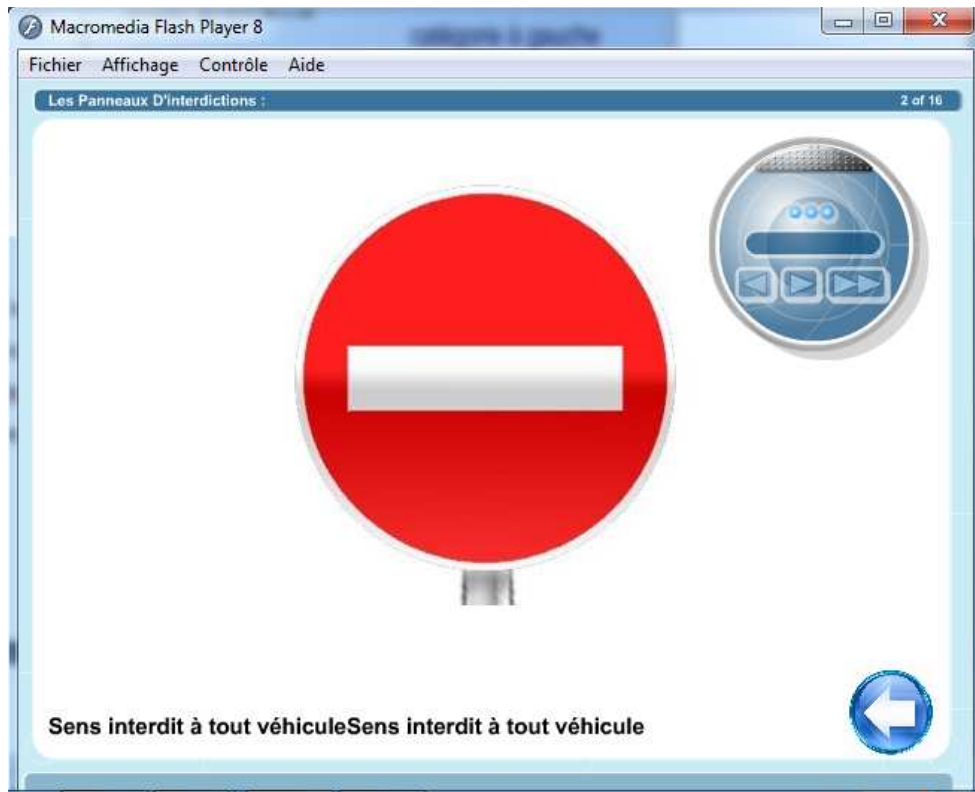 Macromedia Flash Player 8
Fichier Affichage Contrôle Aide
Les Panneaux D'interdictions :
2 of 16
Sens interdit à tout véhiculeSens interdit à tout véhicule